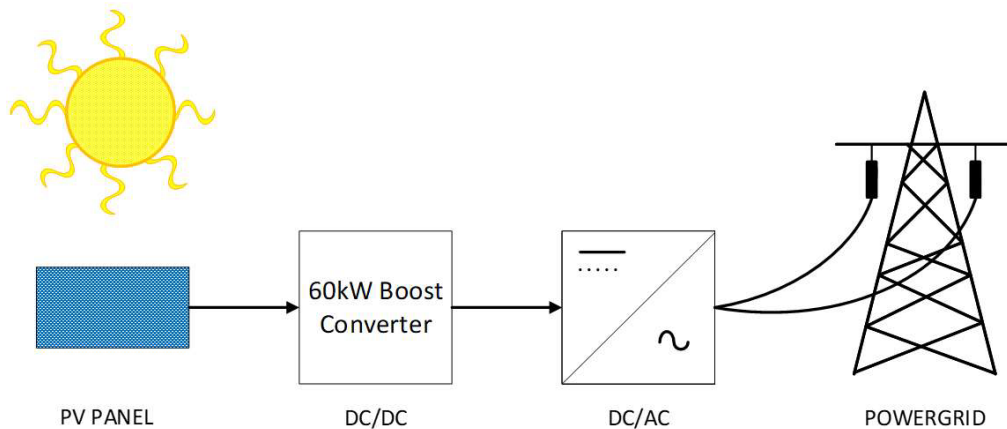 60kW Boost
Converter
PV PANEL
DC/DC
DC/AC
POWERGRID